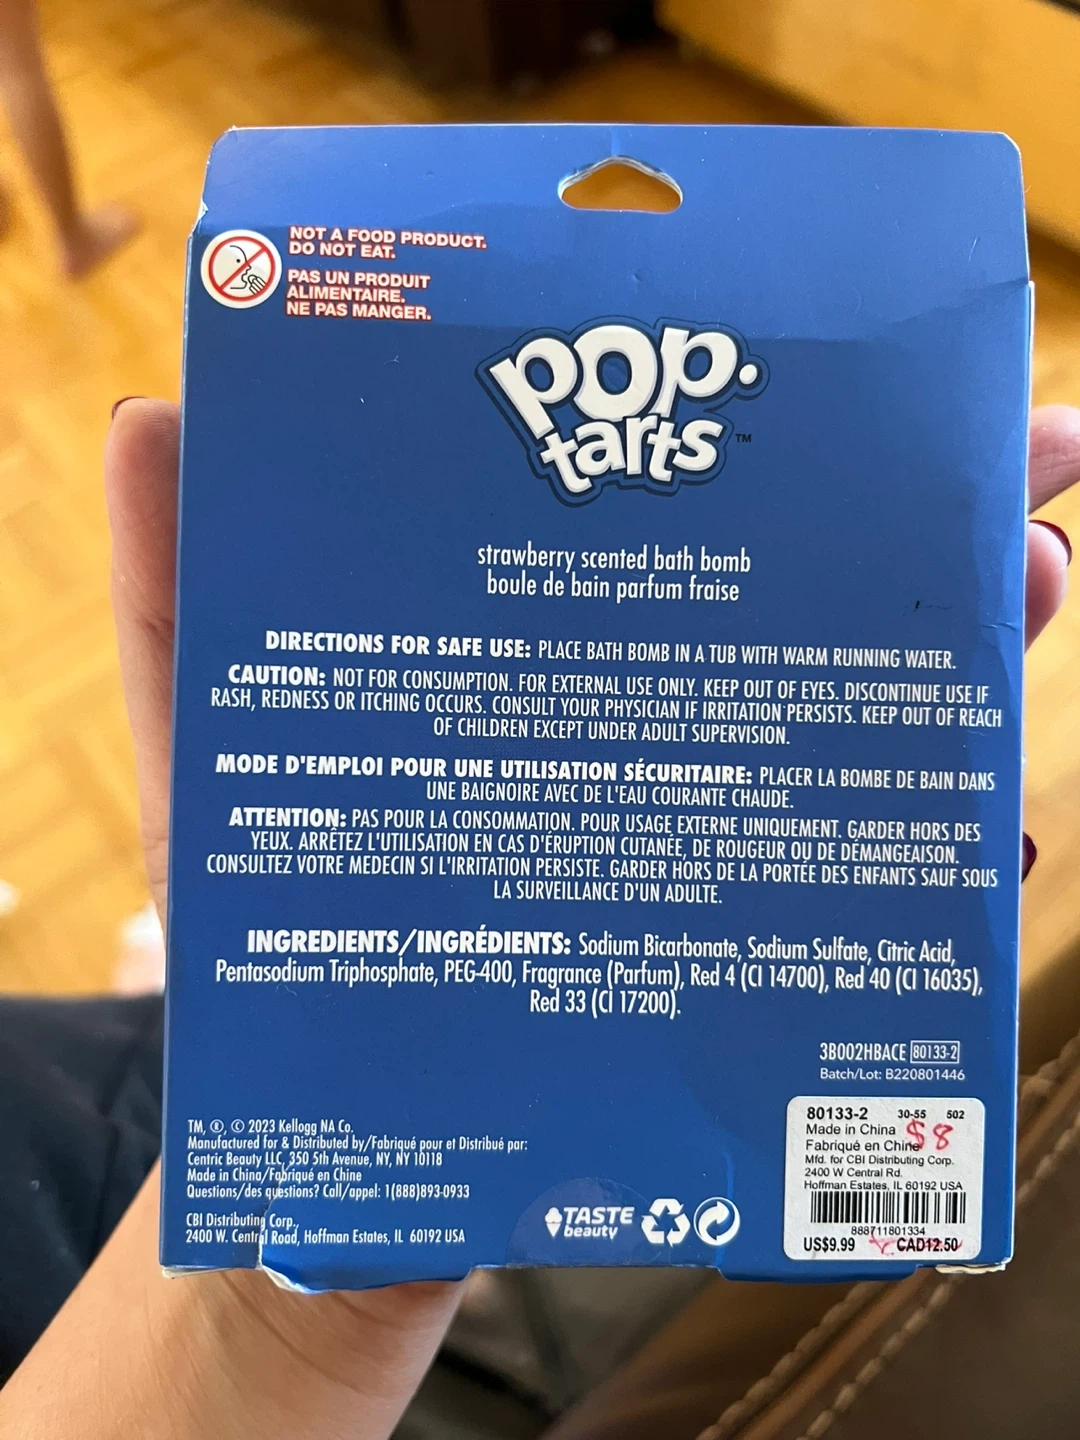 NOT A FOOD PRODUCT.
DO NOT EAT.
PAS UN PRODUIT
ALIMENTAIRE.
NE PAS MANGER.
pop.
tarts™
strawberry scented bath bomb
boule de bain parfum fraise
DIRECTIONS FOR SAFE USE: PLACE BATH BOMB IN A TUB WITH WARM RUNNING WATER.
CAUTION: NOT FOR CONSUMPTION. FOR EXTERNAL USE ONLY. KEEP OUT OF EYES. DISCONTINUE USE IF
RASH, REDNESS OR ITCHING OCCURS. CONSULT YOUR PHYSICIAN IF IRRITATION PERSISTS. KEEP OUT OF REACH
OF CHILDREN EXCEPT UNDER ADULT SUPERVISION.
MODE D'EMPLOI POUR UNE UTILISATION SÉCURITAIRE: PLACER LA BOMBE DE BAIN DANS
UNE BAIGNOIRE AVEC DE L'EAU COURANTE CHAUDE.
ATTENTION: PAS POUR LA CONSOMMATION. POUR USAGE EXTERNE UNIQUEMENT. GARDER HORS DES
YEUX. ARRÊTEZ L'UTILISATION EN CAS D'ÉRUPTION CUTANÉE, DE ROUGEUR OU DE DÉMANGEAISON.
CONSULTEZ VOTRE MEDECIN SI L'IRRITATION PERSISTE. GARDER HORS DE LA PORTÉE DES ENFANTS SAUF SOUS
LA SURVEILLANCE D'UN ADULTE.
INGREDIENTS/INGRÉDIENTS: Sodium Bicarbonate, Sodium Sulfate, Citric Acid,
Pentasodium Triphosphate, PEG-400, Fragrance (Parfum), Red 4 (CI 14700), Red 40 (CI 16035),
Red 33 (CI 17200).
3B002HBACE 80133-2
Batch/Lot: B220801446
TM, ®, © 2023 Kellogg NA Co.
Manufactured for & Distributed by/Fabriqué pour et Distribué par:
Centric Beauty LLC, 350 5th Avenue, NY, NY 10118
Made in China/Fabriqué en Chine
Questions/des questions? Call/appel: 1(888)893-0933
CBI Distributing Corp.,
2400 W. Central Road, Hoffman Estates, IL 60192 USA
TASTE
beauty
80133-2 30-55 502
Made in China $8
Fabriqué en Chine
Mfd. for CBI Distributing Corp.
2400 W Central Rd.
Hoffman Estates, IL 60192 USA
888711801334
US$9.99 CAD12.50